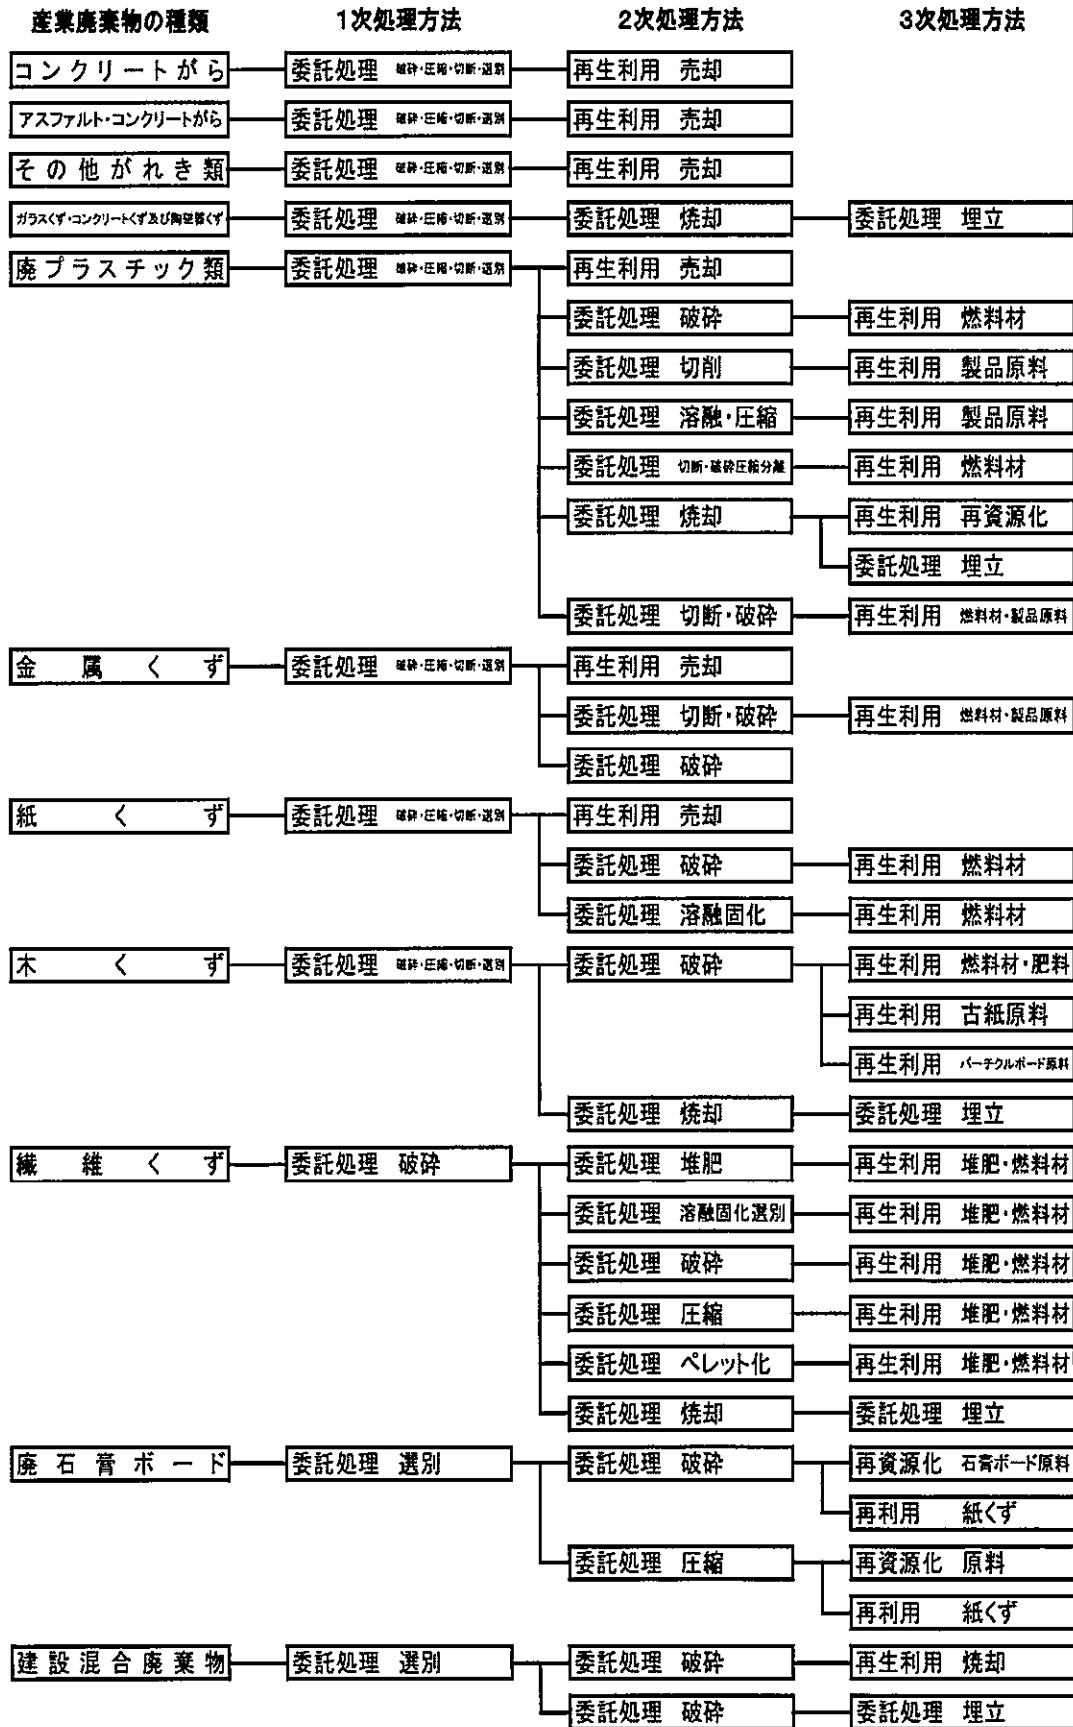 産業廃棄物の種類 1次処理方法 2次処理方法 3次処理方法
コンクリートがら 委託処理 破砕・圧縮・切断・選別 再生利用 売却
アスファルト・コンクリートがら 委託処理 破砕・圧縮・切断・選別 再生利用 売却
その他がれき類 委託処理 破砕・圧縮・切断・選別 再生利用 売却
ガラスくず・コンクリートくず及び陶磁器くず 委託処理 破砕・圧縮・切断・選別 委託処理 焼却 委託処理 埋立
廃プラスチック類 委託処理 破砕・圧縮・切断・選別 再生利用 売却
委託処理 破砕 再生利用 燃料材
委託処理 切削 再生利用 製品原料
委託処理 溶融・圧縮 再生利用 製品原料
委託処理 切断・破砕圧縮分離 再生利用 燃料材
委託処理 焼却 再生利用 再資源化
委託処理 埋立
委託処理 切断・破砕 再生利用 燃料材・製品原料
金属くず 委託処理 破砕・圧縮・切断・選別 再生利用 売却
委託処理 切断・破砕 再生利用 燃料材・製品原料
委託処理 破砕
紙くず 委託処理 破砕・圧縮・切断・選別 再生利用 売却
委託処理 破砕 再生利用 燃料材
委託処理 溶融固化 再生利用 燃料材
木くず 委託処理 破砕・圧縮・切断・選別 委託処理 破砕 再生利用 燃料材・肥料
再生利用 古紙原料
再生利用 パーチクルボード原料
委託処理 焼却 委託処理 埋立
繊維くず 委託処理 破砕 委託処理 堆肥 再生利用 堆肥・燃料材
委託処理 溶融固化選別 再生利用 堆肥・燃料材
委託処理 破砕 再生利用 堆肥・燃料材
委託処理 圧縮 再生利用 堆肥・燃料材
委託処理 ペレット化 再生利用 堆肥・燃料材
委託処理 焼却 委託処理 埋立
廃石膏ボード 委託処理 選別 委託処理 破砕 再資源化 石膏ボード原料
再利用 紙くず
委託処理 圧縮 再資源化 原料
再利用 紙くず
建設混合廃棄物 委託処理 選別 委託処理 破砕 再生利用 焼却
委託処理 破砕 委託処理 埋立